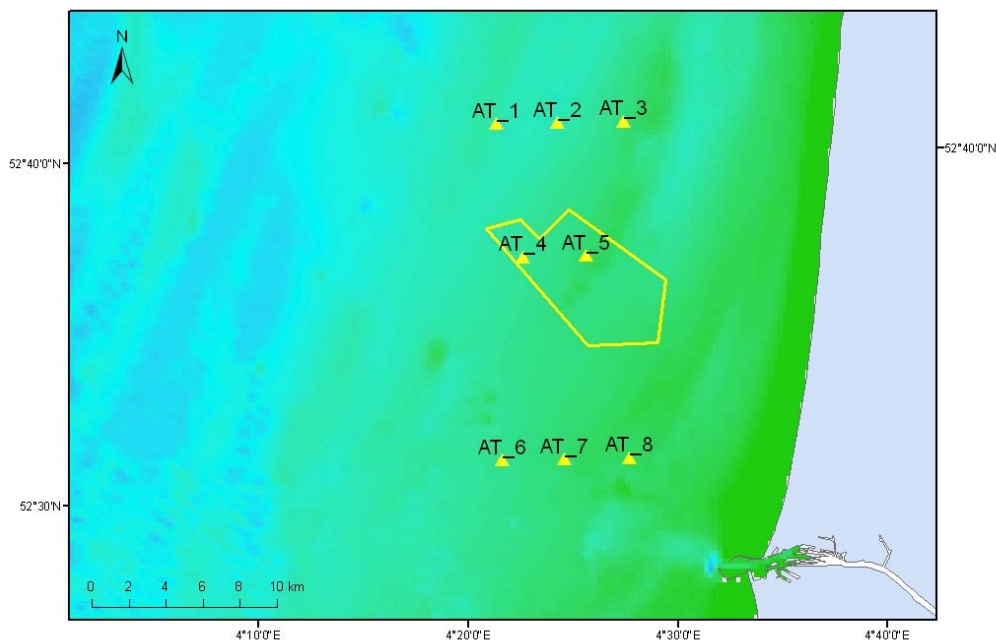 N
AT_1 AT_2 AT_3
52°40'0"N 52°40'0"N
AT_4 AT_5
AT_6 AT_7 AT_8
52°30'N
0 2 4 6 8 10 km
4°10'0"E 4°20'0"E 4°30'0"E 4°40'0"E